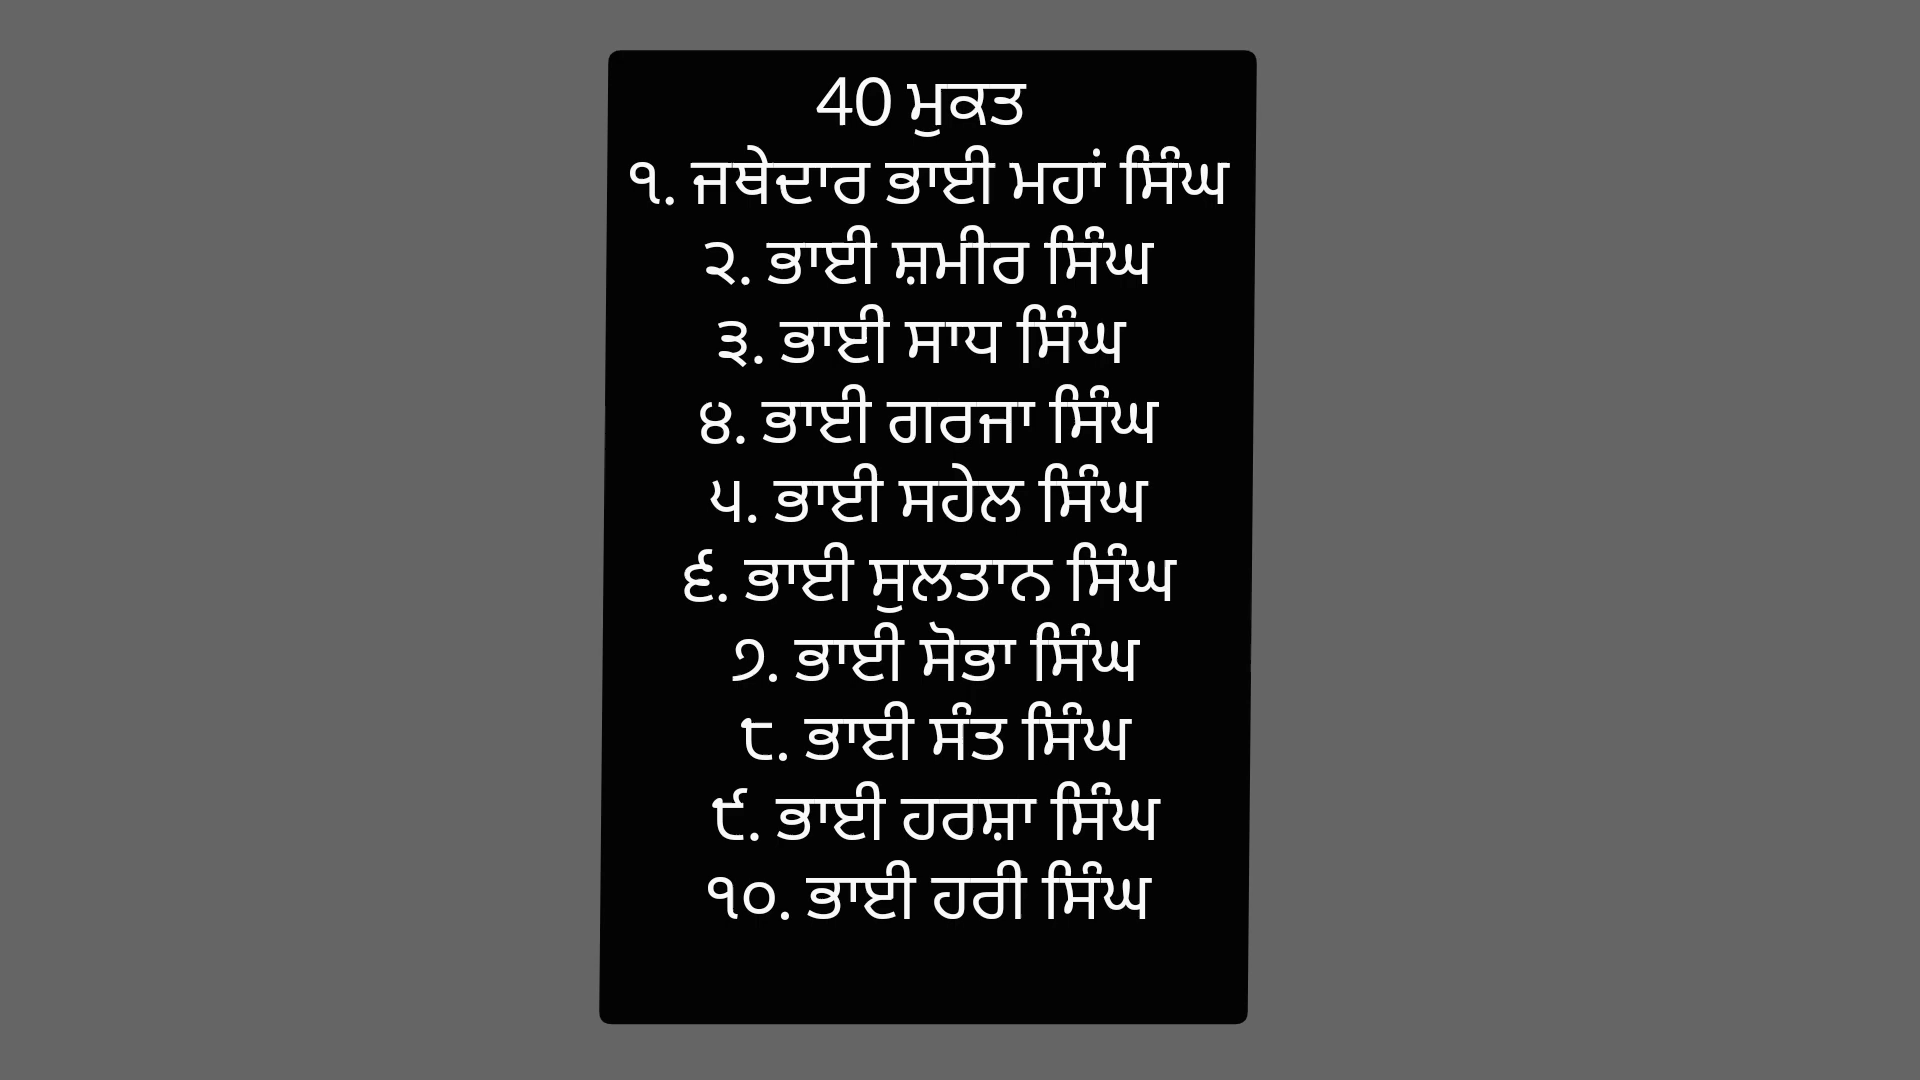 40 ਮੁਕਤ
੧. ਜਥੇਦਾਰ ਭਾਈ ਮਹਾਂ ਸਿੰਘ
੨. ਭਾਈ ਸ਼ਮੀਰ ਸਿੰਘ
੩. ਭਾਈ ਸਾਧ ਸਿੰਘ
੪. ਭਾਈ ਗਰਜਾ ਸਿੰਘ
੫. ਭਾਈ ਸਹੇਲ ਸਿੰਘ
੬. ਭਾਈ ਸੁਲਤਾਨ ਸਿੰਘ
੭. ਭਾਈ ਸੋਭਾ ਸਿੰਘ
੮. ਭਾਈ ਸੰਤ ਸਿੰਘ
੯. ਭਾਈ ਹਰਸ਼ਾ ਸਿੰਘ
੧੦. ਭਾਈ ਹਰੀ ਸਿੰਘ